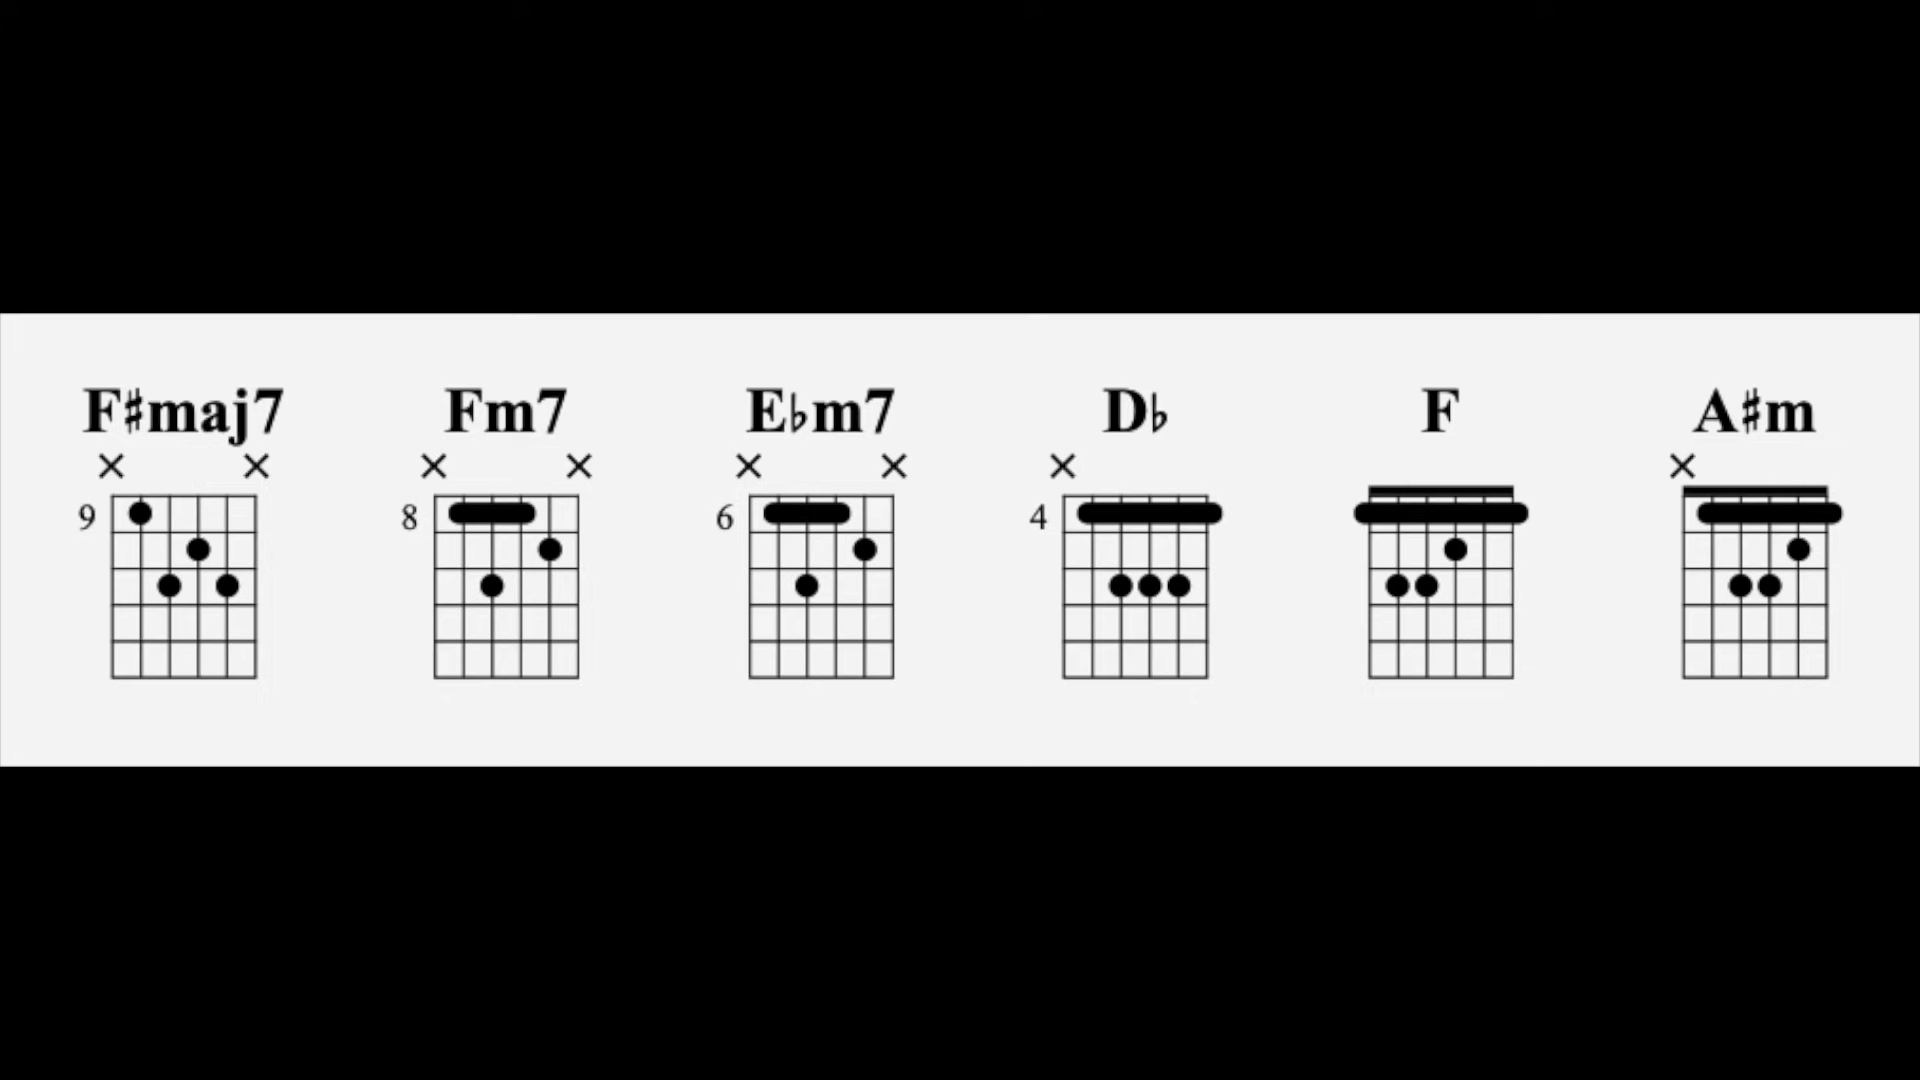 F♯maj7 Fm7 E♭m7 D♭ F A♯m
× × × × × × × ×
9 8 6 4